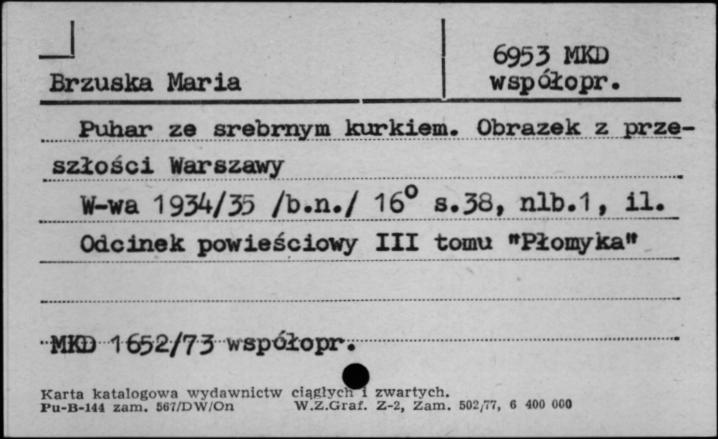 6953 MKD
Brzuska Maria współopr.
Puhar ze srebrnym kurkiem. Obrazek z prze-
szłości Warszawy
W-wa 1934/35 /b.n./ 16° s.38, nlb.1, il.
Odcinek powieściowy III tomu "Płomyka"
MKD 1652/73 współopr.
Karta katalogowa wydawnictw ciągłych i zwartych.
Pu-B-144 zam. 567/DW/On W.Z.Graf. Z-2, Zam. 502/77, 6 400 000